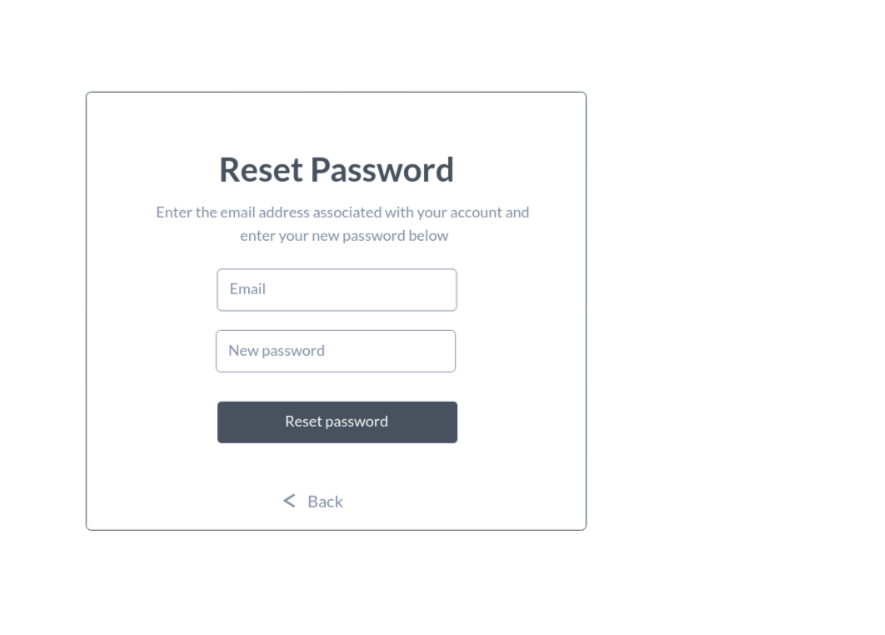 Reset Password
Enter the email address associated with your account and
enter your new password below
Email
New password
Reset password
< Back